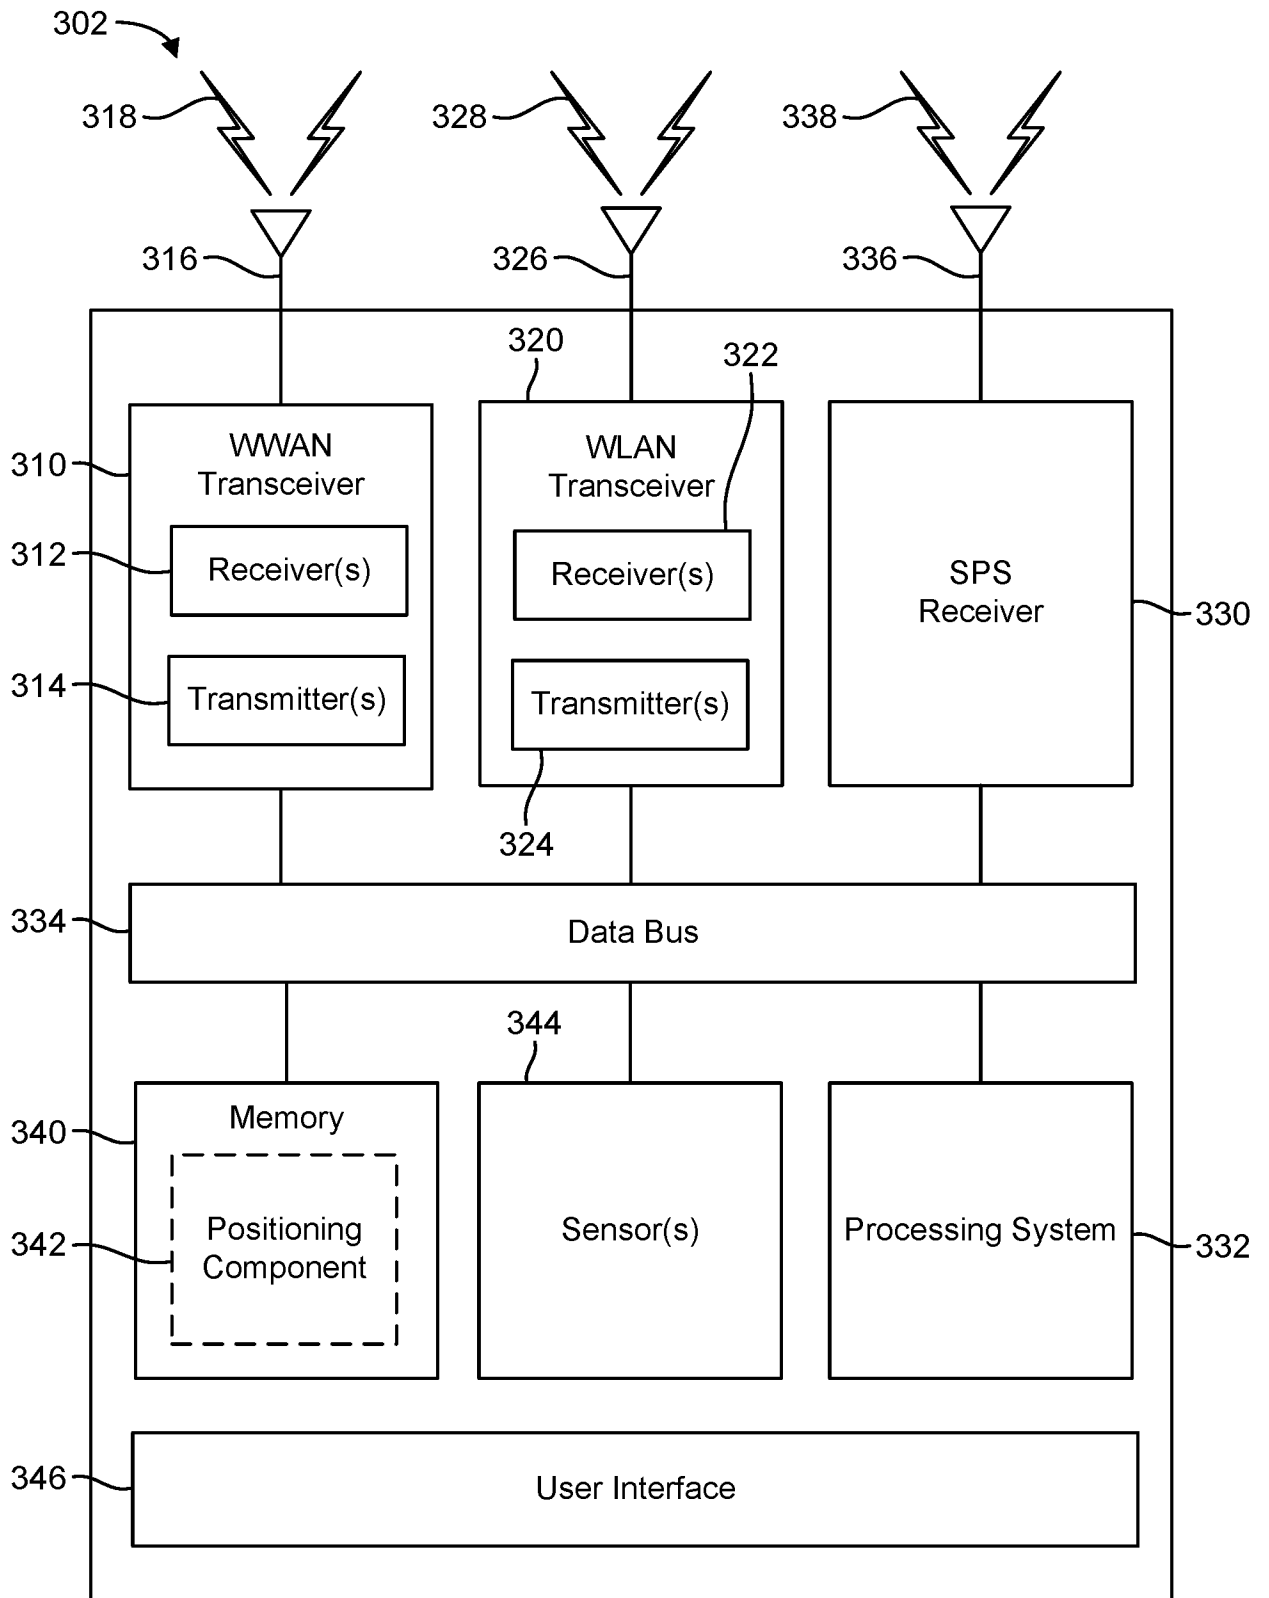 302
318
328
338
316
326
336
320
322
WWAN
Transceiver
WLAN
Transceiver
310
312
Receiver(s)
Receiver(s)
SPS
Receiver
330
314
Transmitter(s)
Transmitter(s)
324
334
Data Bus
344
340
Memory
342
Positioning
Component
Sensor(s)
Processing System
332
346
User Interface